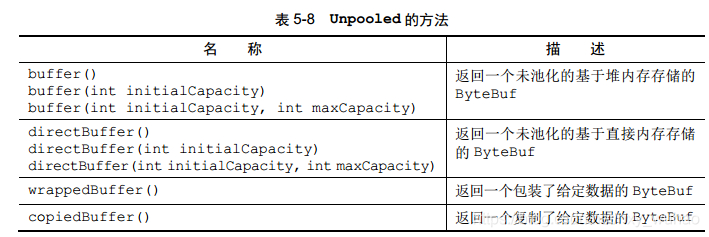 表 5-8 Unpooled 的方法
名 称 描 述
buffer()
buffer(int initialCapacity)
buffer(int initialCapacity, int maxCapacity)
返回一个未池化的基于堆内存存储的
ByteBuf
directBuffer()
directBuffer(int initialCapacity)
directBuffer(int initialCapacity, int maxCapacity)
返回一个未池化的基于直接内存存储
的 ByteBuf
wrappedBuffer() 返回一个包装了给定数据的 ByteBuf
copiedBuffer() 返回一个复制了给定数据的 ByteBuf